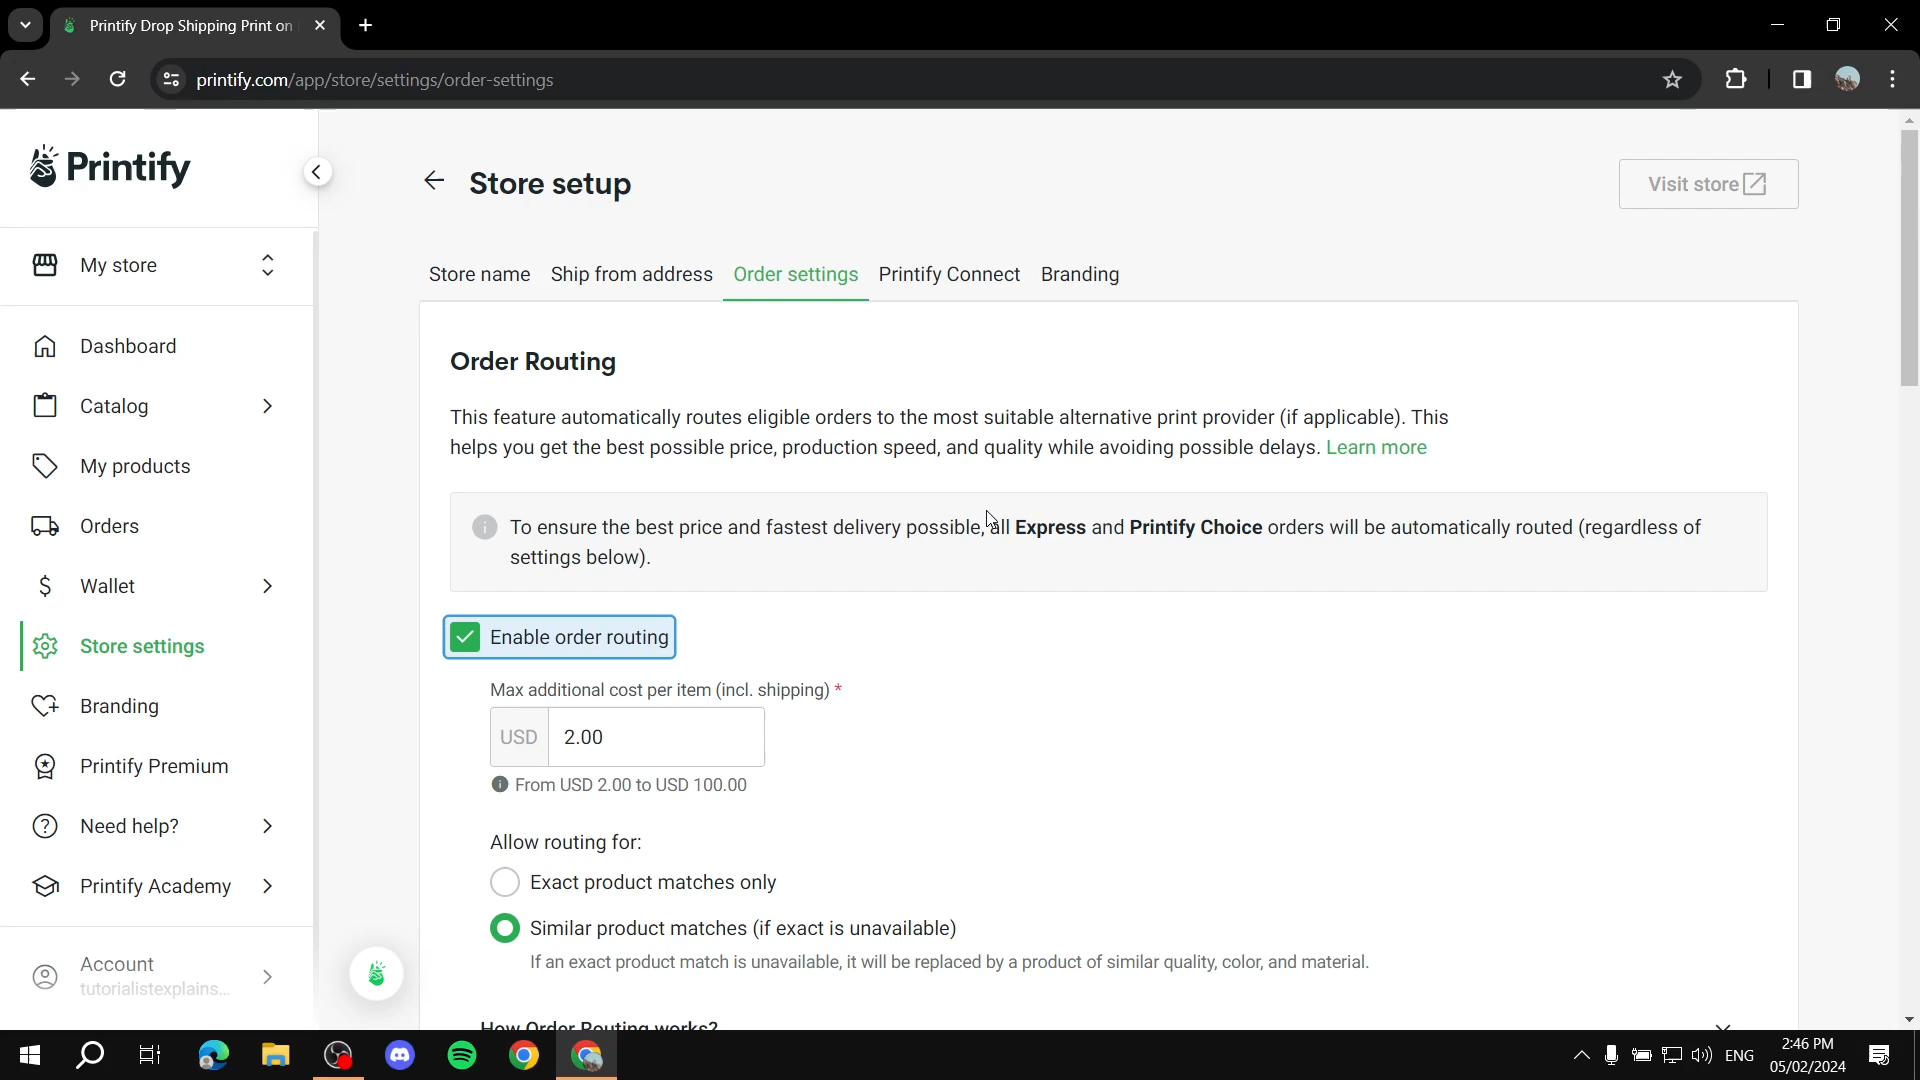 Printify Drop Shipping Print on
printify.com/app/store/settings/order-settings
Printify
My store
Dashboard
Catalog
My products
Orders
Wallet
Store settings
Branding
Printify Premium
Need help?
Printify Academy
Account
tutorialistexplains...
Store setup
Visit store
Store name Ship from address Order settings Printify Connect Branding
Order Routing
This feature automatically routes eligible orders to the most suitable alternative print provider (if applicable). This
helps you get the best possible price, production speed, and quality while avoiding possible delays. Learn more
To ensure the best price and fastest delivery possible, all Express and Printify Choice orders will be automatically routed (regardless of
settings below).
Enable order routing
Max additional cost per item (incl. shipping) *
USD 2.00
From USD 2.00 to USD 100.00
Allow routing for:
Exact product matches only
Similar product matches (if exact is unavailable)
If an exact product match is unavailable, it will be replaced by a product of similar quality, color, and material.
How Order Routing works?
ENG
2:46 PM
05/02/2024